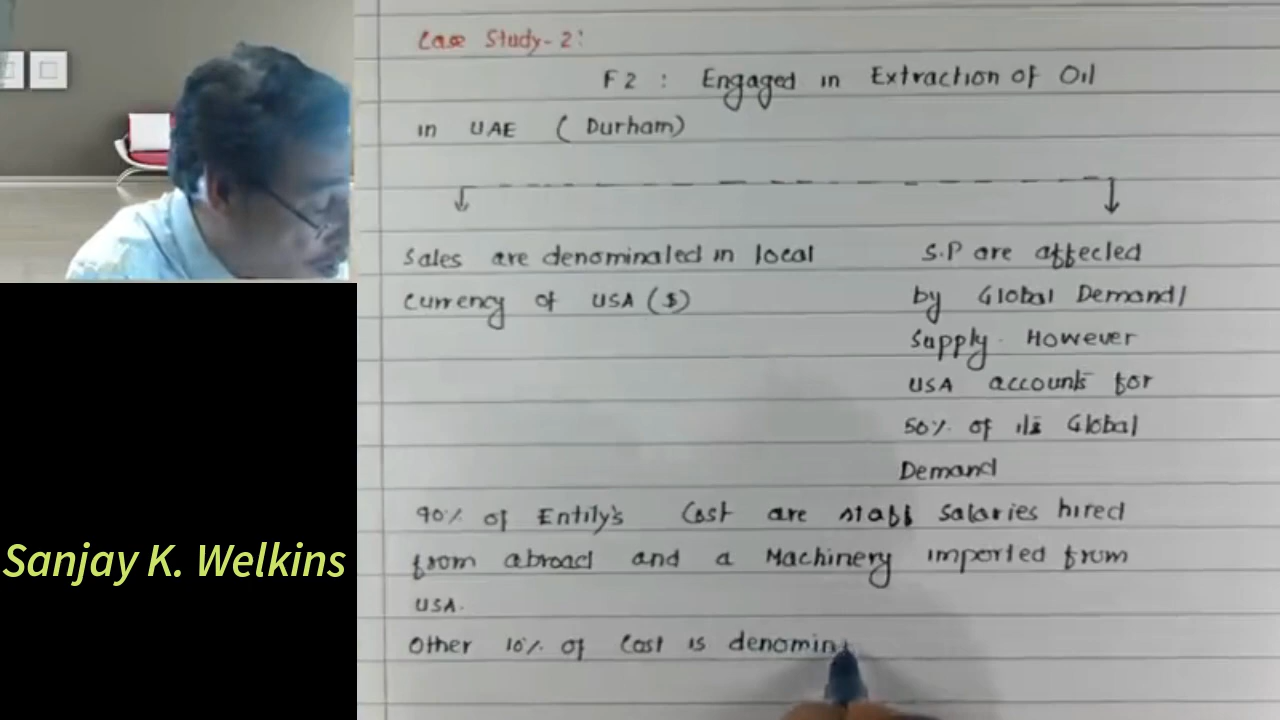 Case Study-2:
F2 : Engaged in Extraction of Oil
in UAE (Durham)
Sales are denominated in local
currency of USA ($)
S.P are affected
by Global Demand/
Supply. However
USA accounts for
50% of its Global
Demand
90% of Entity's Cost are staff salaries hired
from abroad and a Machinery imported from
USA.
Other 10% of Cost is denomin
Sanjay K. Welkins